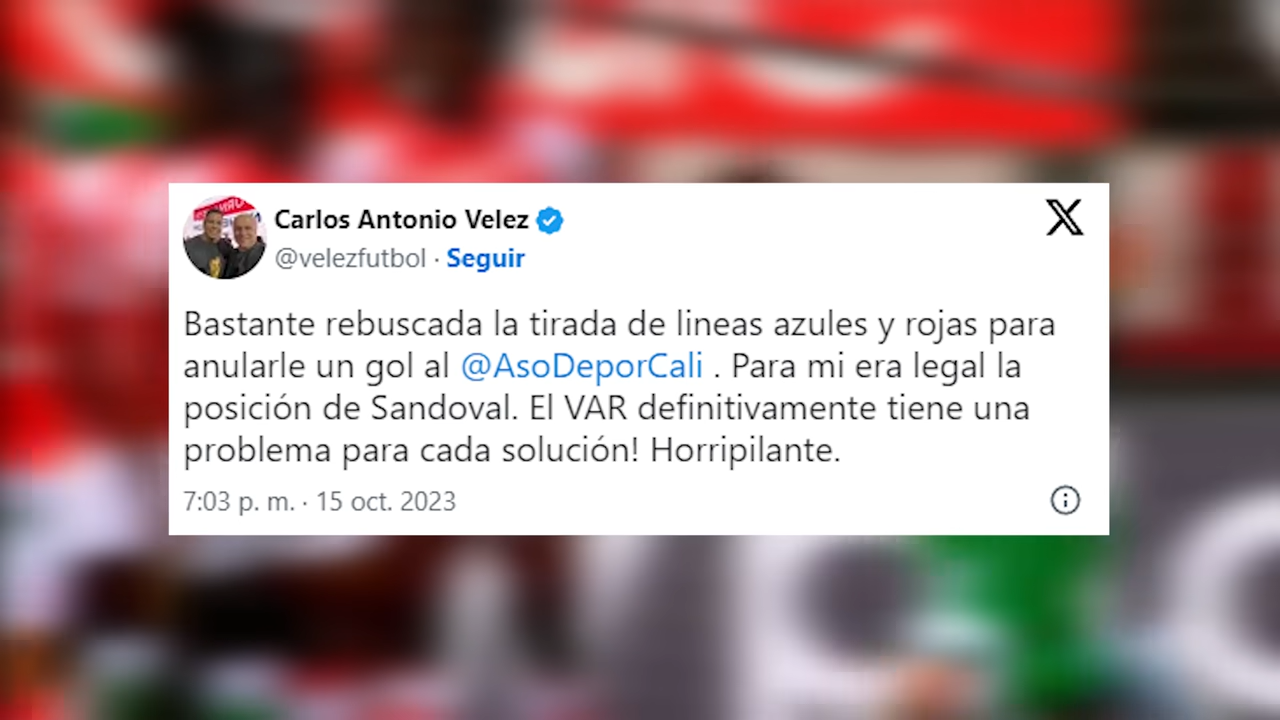 Carlos Antonio Velez
@velezfutbol · Seguir
Bastante rebuscada la tirada de lineas azules y rojas para
anularle un gol al @AsoDeporCali . Para mi era legal la
posición de Sandoval. El VAR definitivamente tiene una
problema para cada solución! Horripilante.
7:03 p. m. · 15 oct. 2023